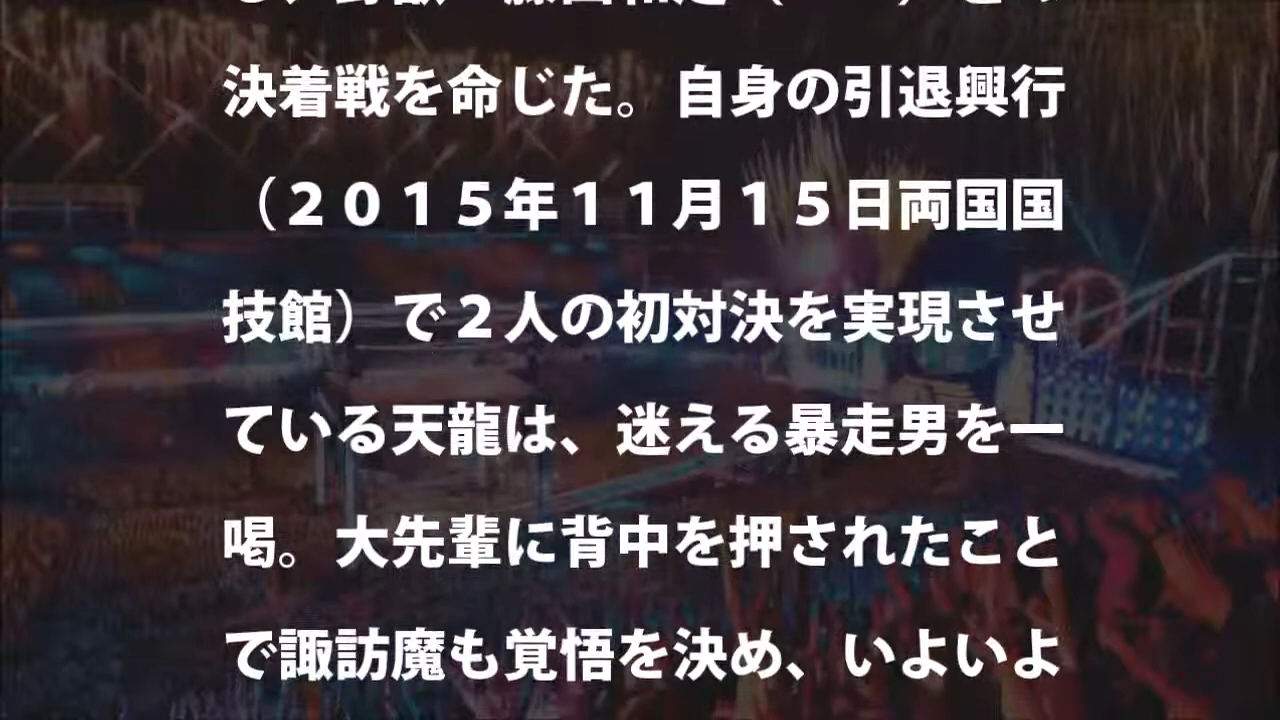 決着戦を命じた。自身の引退興行
（２０１５年１１月１５日両国国
技館）で２人の初対決を実現させ
ている天龍は、迷える暴走男を一
喝。大先輩に背中を押されたこと
で諏訪魔も覚悟を決め、いよいよ